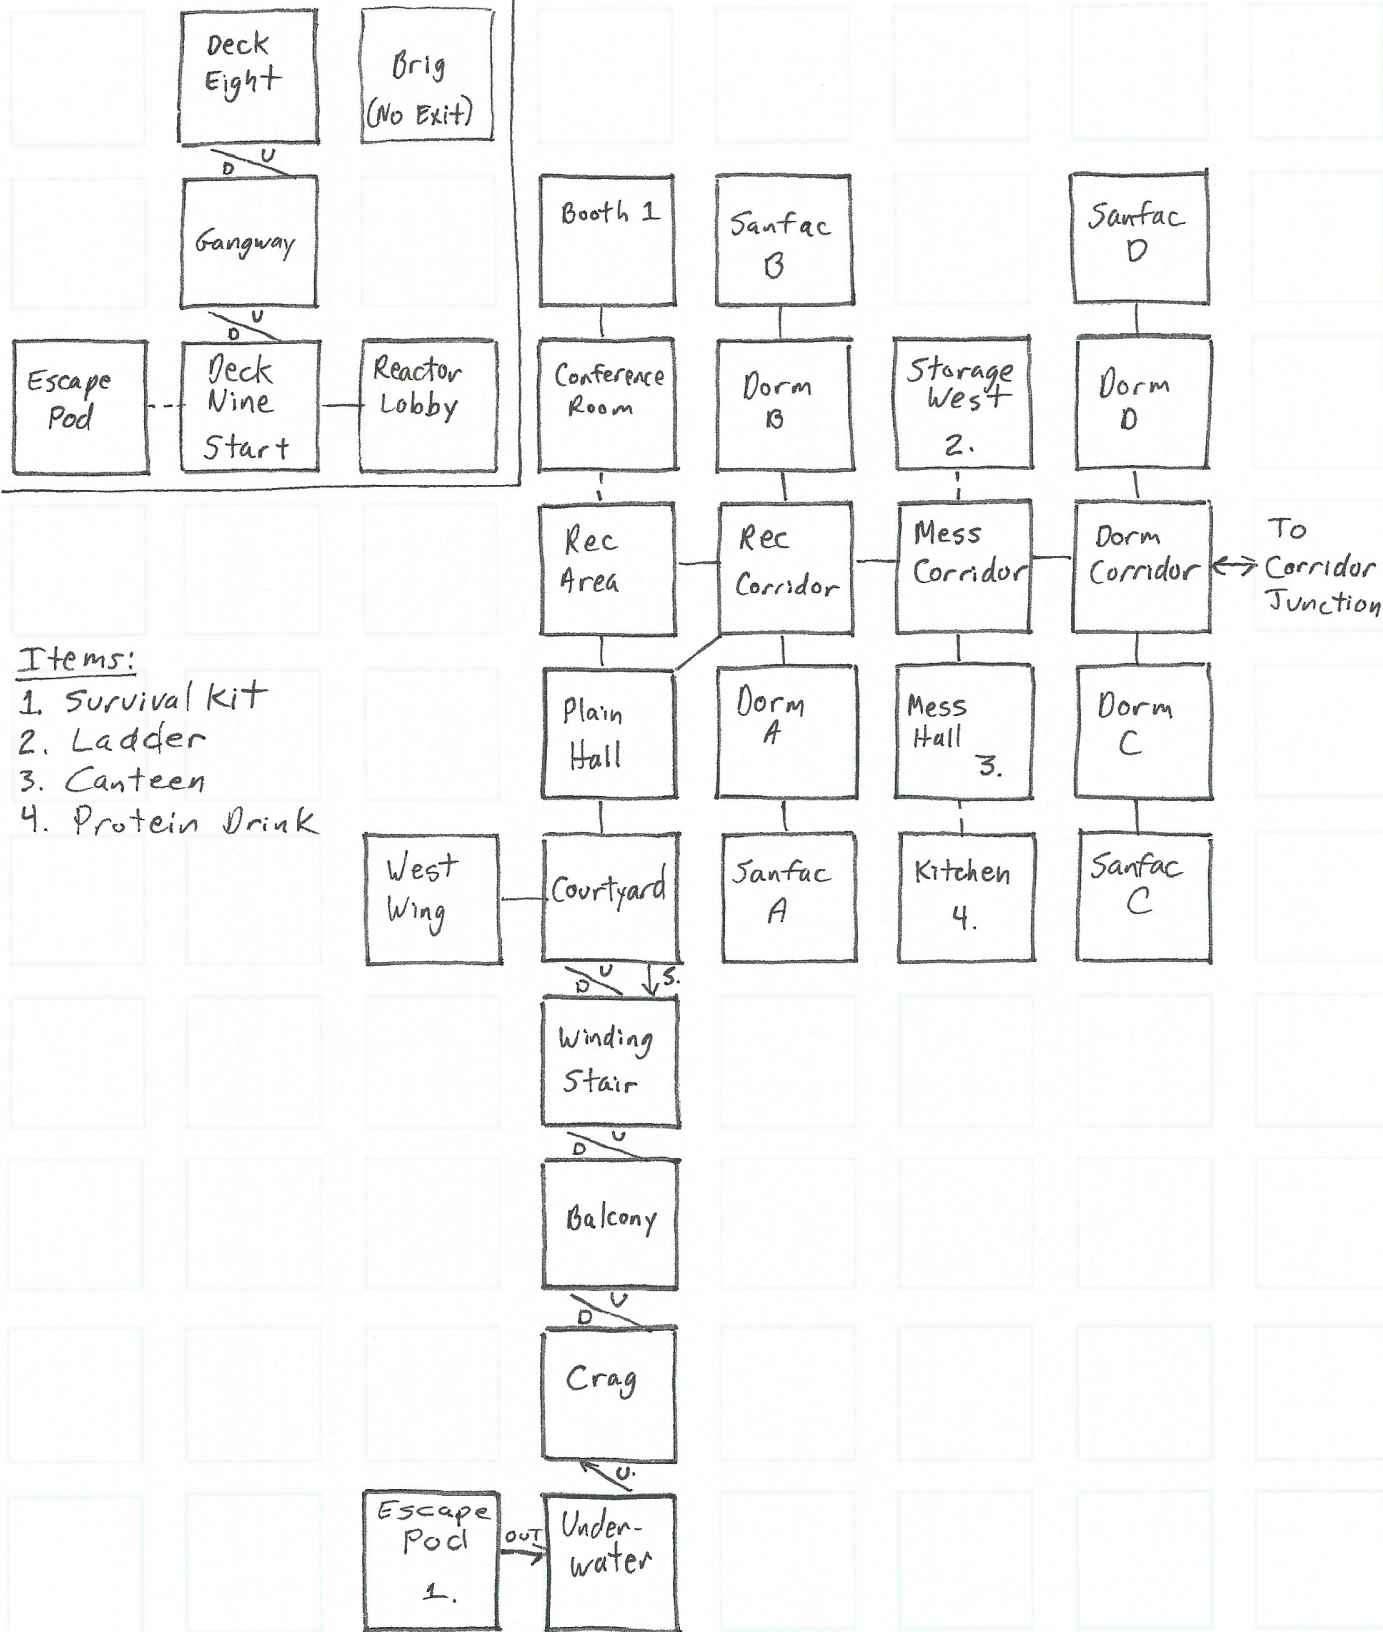 Deck
Eight
Brig
(No Exit)
U
D
Gangway
U
D
Escape
Pod
Deck
Nine
Start
Reactor
Lobby
Booth 1
Sanfac
B
Sanfac
D
Conference
Room
Dorm
B
Storage
West
2.
Dorm
D
Rec
Area
Rec
Corridor
Mess
Corridor
Dorm
Corridor
To
Corridor
Junction
Items:
1. Survival Kit
2. Ladder
3. Canteen
4. Protein Drink
Plain
Hall
Dorm
A
Mess
Hall
3.
Dorm
C
West
Wing
Courtyard
Sanfac
A
Kitchen
4.
Sanfac
C
U
D
S.
Winding
Stair
U
D
Balcony
U
D
Crag
U.
Escape
Pod
1.
OUT
Under-
water